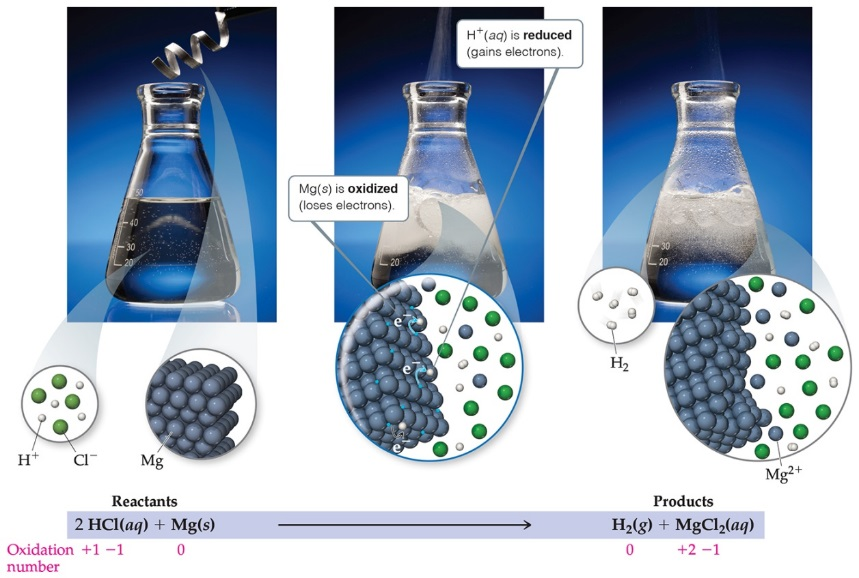 H⁺(aq) is reduced
(gains electrons).
Mg(s) is oxidized
(loses electrons).
50
40
30
20
20
30
20
e⁻
e⁻
e⁻
H₂
H⁺
Cl⁻
Mg
Mg²⁺
Reactants
Products
2 HCl(aq) + Mg(s)
H₂(g) + MgCl₂(aq)
Oxidation +1 −1 0 0 +2 −1
number